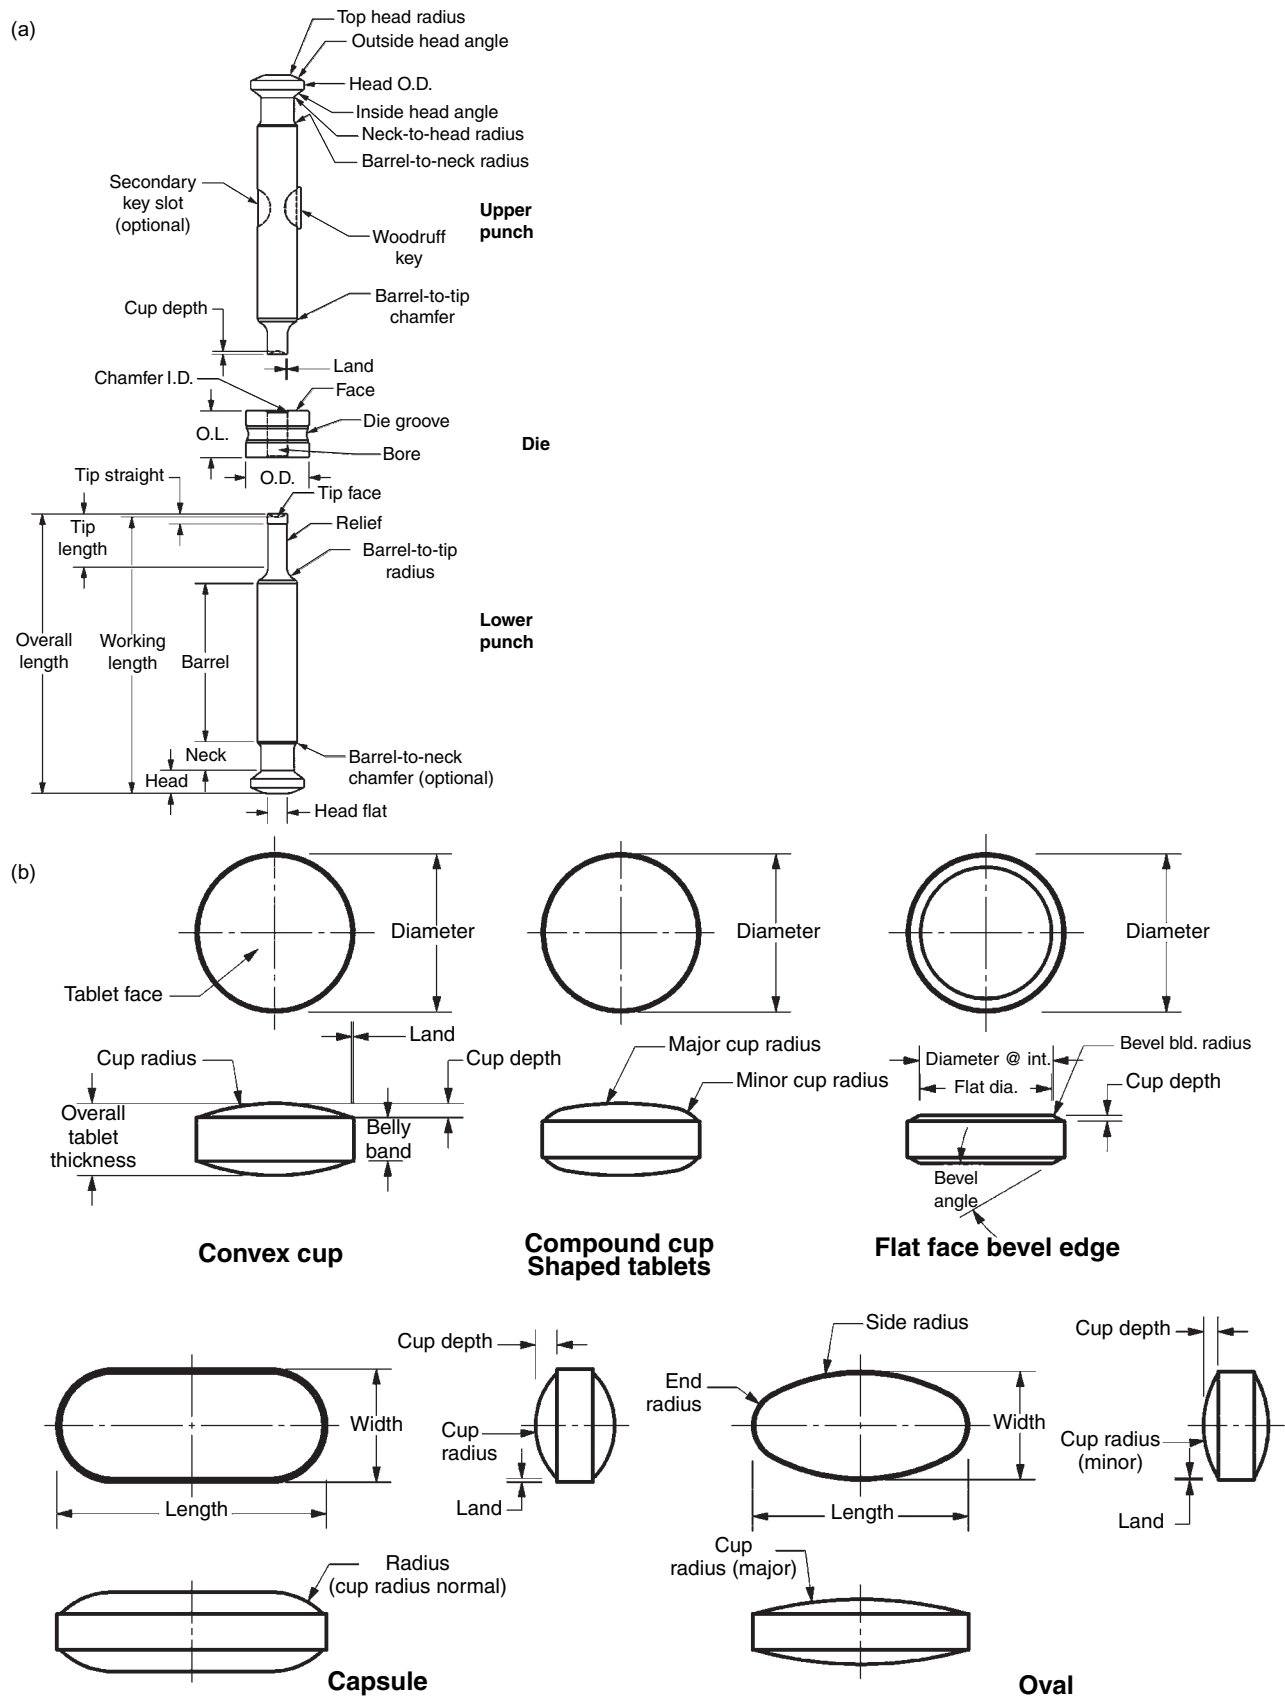 (a)
Top head radius
Outside head angle
Head O.D.
Inside head angle
Neck-to-head radius
Barrel-to-neck radius
Secondary
key slot
(optional)
Upper
punch
Woodruff
key
Cup depth
Barrel-to-tip
chamfer
Land
Chamfer I.D.
Face
O.L.
Die groove
Die
Bore
Tip straight
O.D.
Tip face
Tip
length
Relief
Barrel-to-tip
radius
Lower
punch
Overall
length
Working
length
Barrel
Neck
Barrel-to-neck
chamfer (optional)
Head
Head flat
(b)
Diameter
Tablet face
Land
Cup radius
Cup depth
Overall
tablet
thickness
Belly
band
Convex cup
Diameter
Major cup radius
Minor cup radius
Compound cup
Shaped tablets
Diameter
Diameter @ int.
Bevel bld. radius
Flat dia.
Cup depth
Bevel
angle
Flat face bevel edge
Cup depth
Width
Cup
radius
Length
Land
Radius
(cup radius normal)
Capsule
Side radius
Cup depth
End
radius
Width
Cup radius
(minor)
Length
Land
Cup
radius (major)
Oval